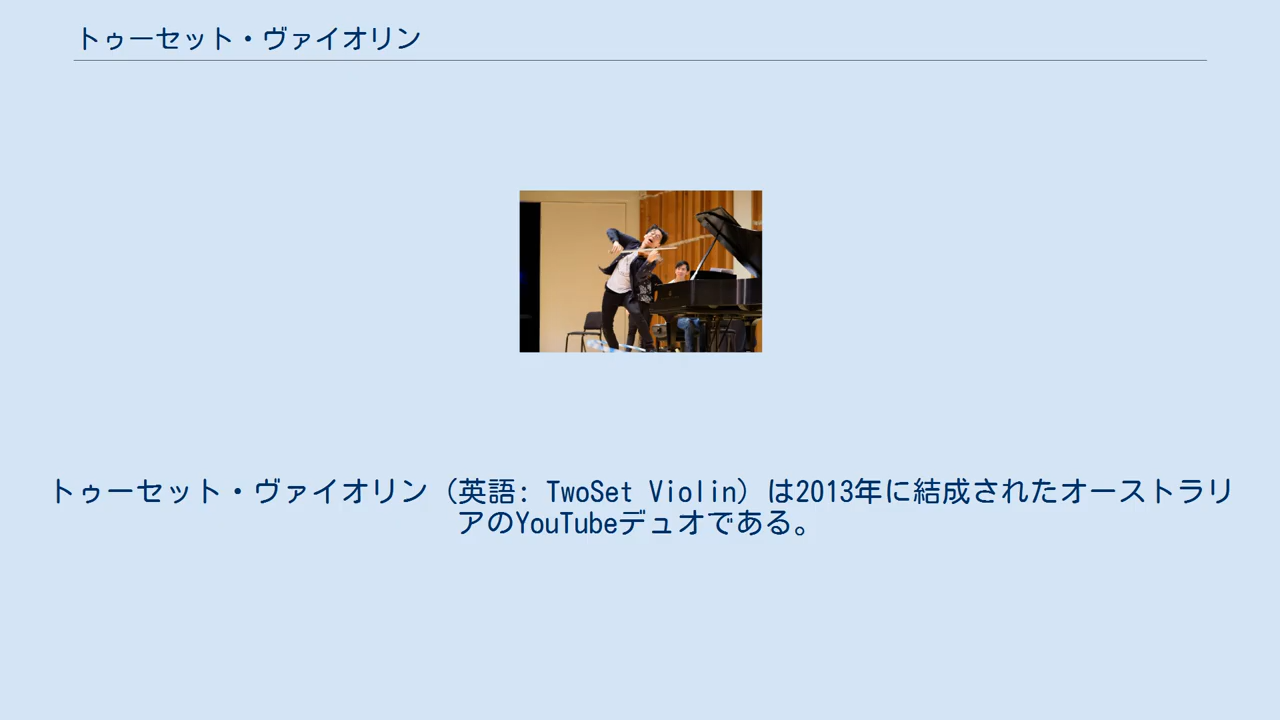 トゥーセット・ヴァイオリン
トゥーセット・ヴァイオリン（英語: TwoSet Violin）は2013年に結成されたオーストラリ
アのYouTubeデュオである。